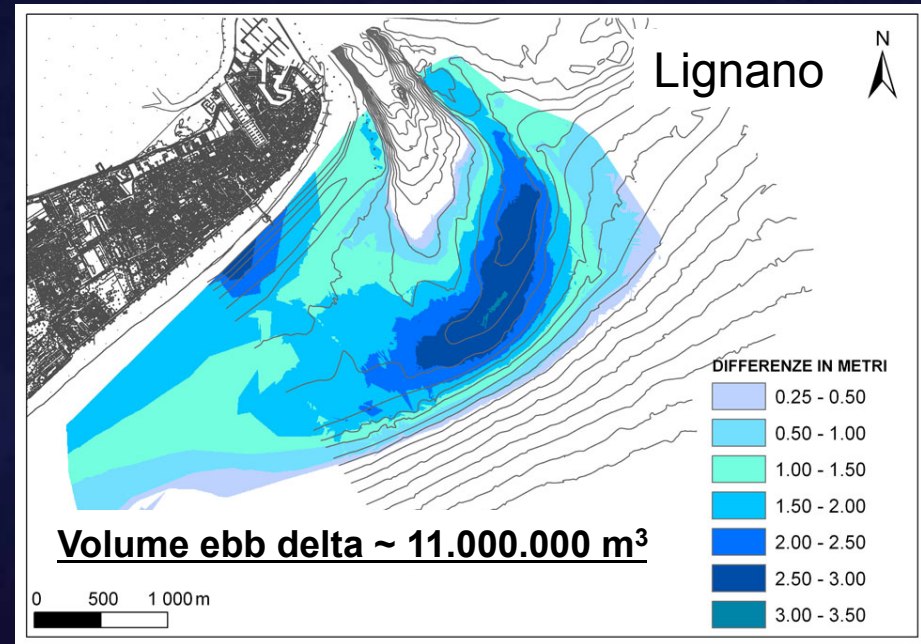 Lignano
N
DIFFERENZE IN METRI
0.25 - 0.50
0.50 - 1.00
1.00 - 1.50
1.50 - 2.00
2.00 - 2.50
2.50 - 3.00
3.00 - 3.50
Volume ebb delta ~ 11.000.000 m³
0 500 1 000 m